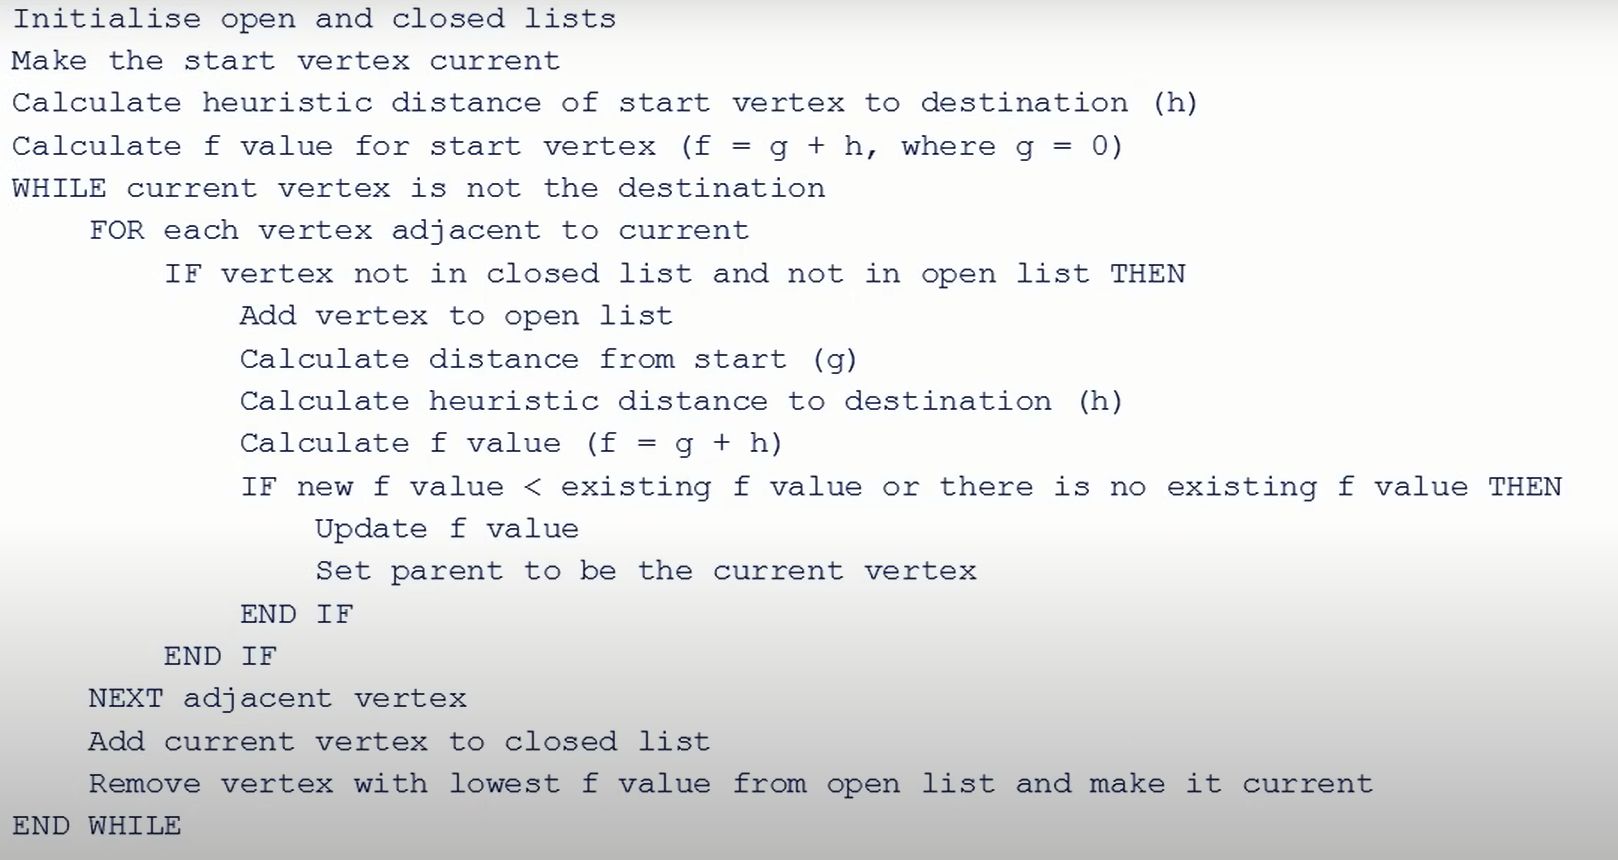 Initialise open and closed lists
Make the start vertex current
Calculate heuristic distance of start vertex to destination (h)
Calculate f value for start vertex (f = g + h, where g = 0)
WHILE current vertex is not the destination
FOR each vertex adjacent to current
IF vertex not in closed list and not in open list THEN
Add vertex to open list
Calculate distance from start (g)
Calculate heuristic distance to destination (h)
Calculate f value (f = g + h)
IF new f value < existing f value or there is no existing f value THEN
Update f value
Set parent to be the current vertex
END IF
END IF
NEXT adjacent vertex
Add current vertex to closed list
Remove vertex with lowest f value from open list and make it current
END WHILE